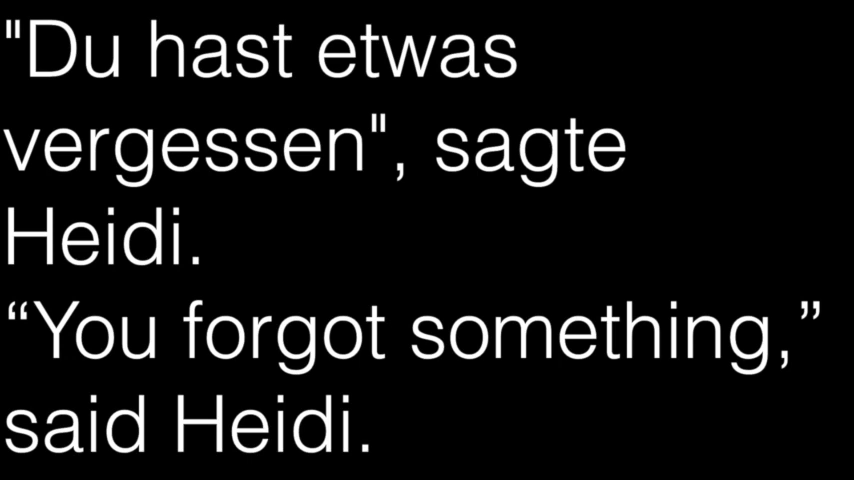 "Du hast etwas
vergessen", sagte
Heidi.
“You forgot something,”
said Heidi.